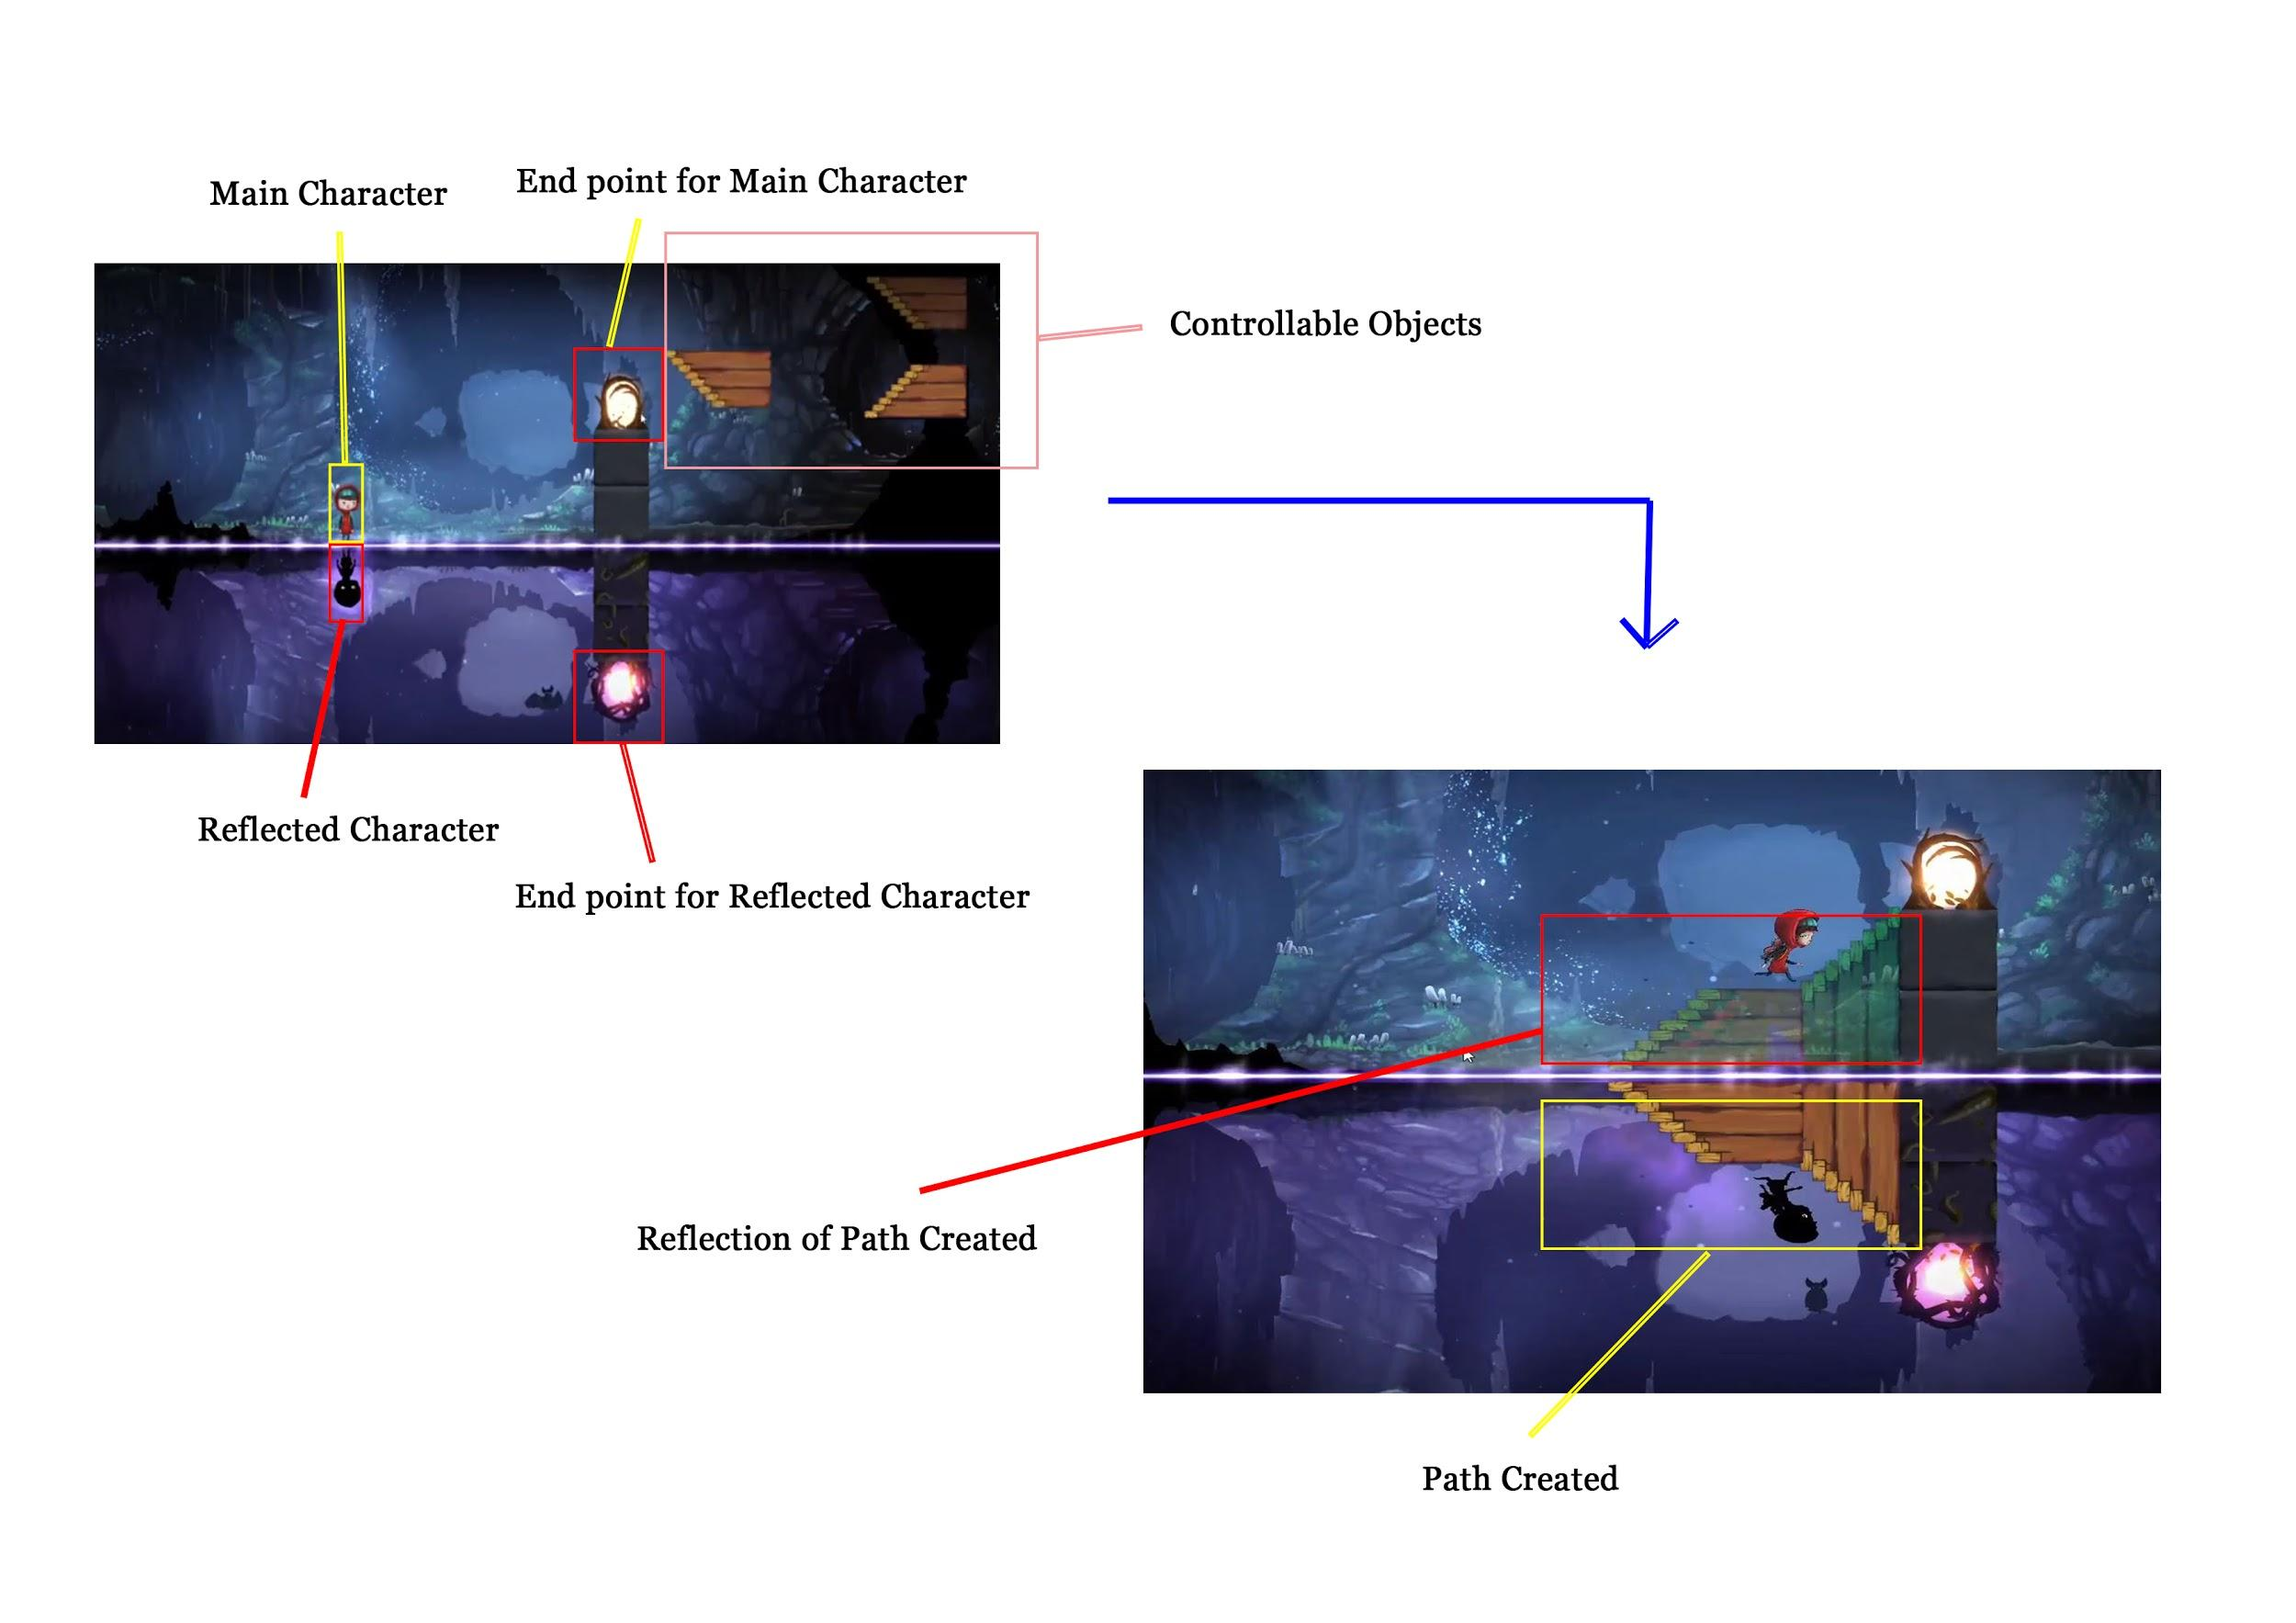 Main Character
End point for Main Character
Controllable Objects
Reflected Character
End point for Reflected Character
Reflection of Path Created
Path Created